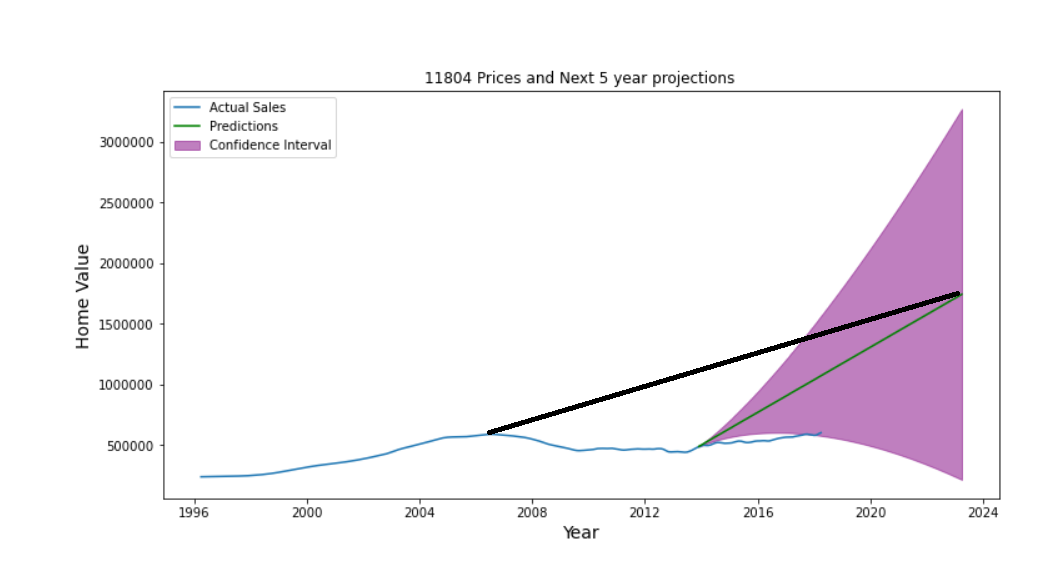 11804 Prices and Next 5 year projections
Actual Sales
Predictions
Confidence Interval
3000000
2500000
2000000
1500000
1000000
500000
Home Value
1996 2000 2004 2008 2012 2016 2020 2024
Year